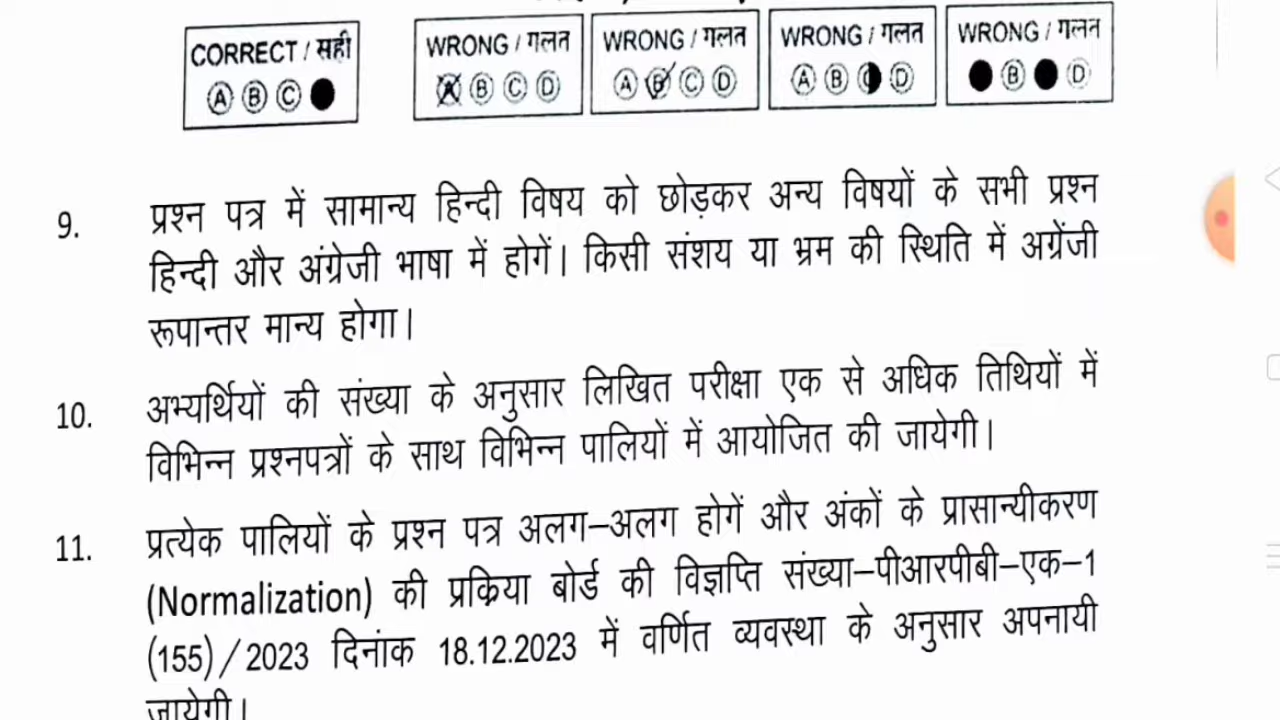 CORRECT / सही
Ⓐ Ⓑ Ⓒ ●
WRONG / गलत
Ⓐ Ⓑ Ⓒ Ⓓ
WRONG / गलत
Ⓐ Ⓑ Ⓒ Ⓓ
WRONG / गलत
Ⓐ Ⓑ Ⓒ Ⓓ
WRONG / गलत
● Ⓑ ● Ⓓ
9. प्रश्न पत्र में सामान्य हिन्दी विषय को छोड़कर अन्य विषयों के सभी प्रश्न
हिन्दी और अंग्रेजी भाषा में होगें। किसी संशय या भ्रम की स्थिति में अग्रेंजी
रूपान्तर मान्य होगा।
10. अभ्यर्थियों की संख्या के अनुसार लिखित परीक्षा एक से अधिक तिथियों में
विभिन्न प्रश्नपत्रों के साथ विभिन्न पालियों में आयोजित की जायेगी।
11. प्रत्येक पालियों के प्रश्न पत्र अलग–अलग होगें और अंकों के प्रासान्यीकरण
(Normalization) की प्रक्रिया बोर्ड की विज्ञप्ति संख्या–पीआरपीबी–एक–1
(155)/2023 दिनांक 18.12.2023 में वर्णित व्यवस्था के अनुसार अपनायी
जायेगी।